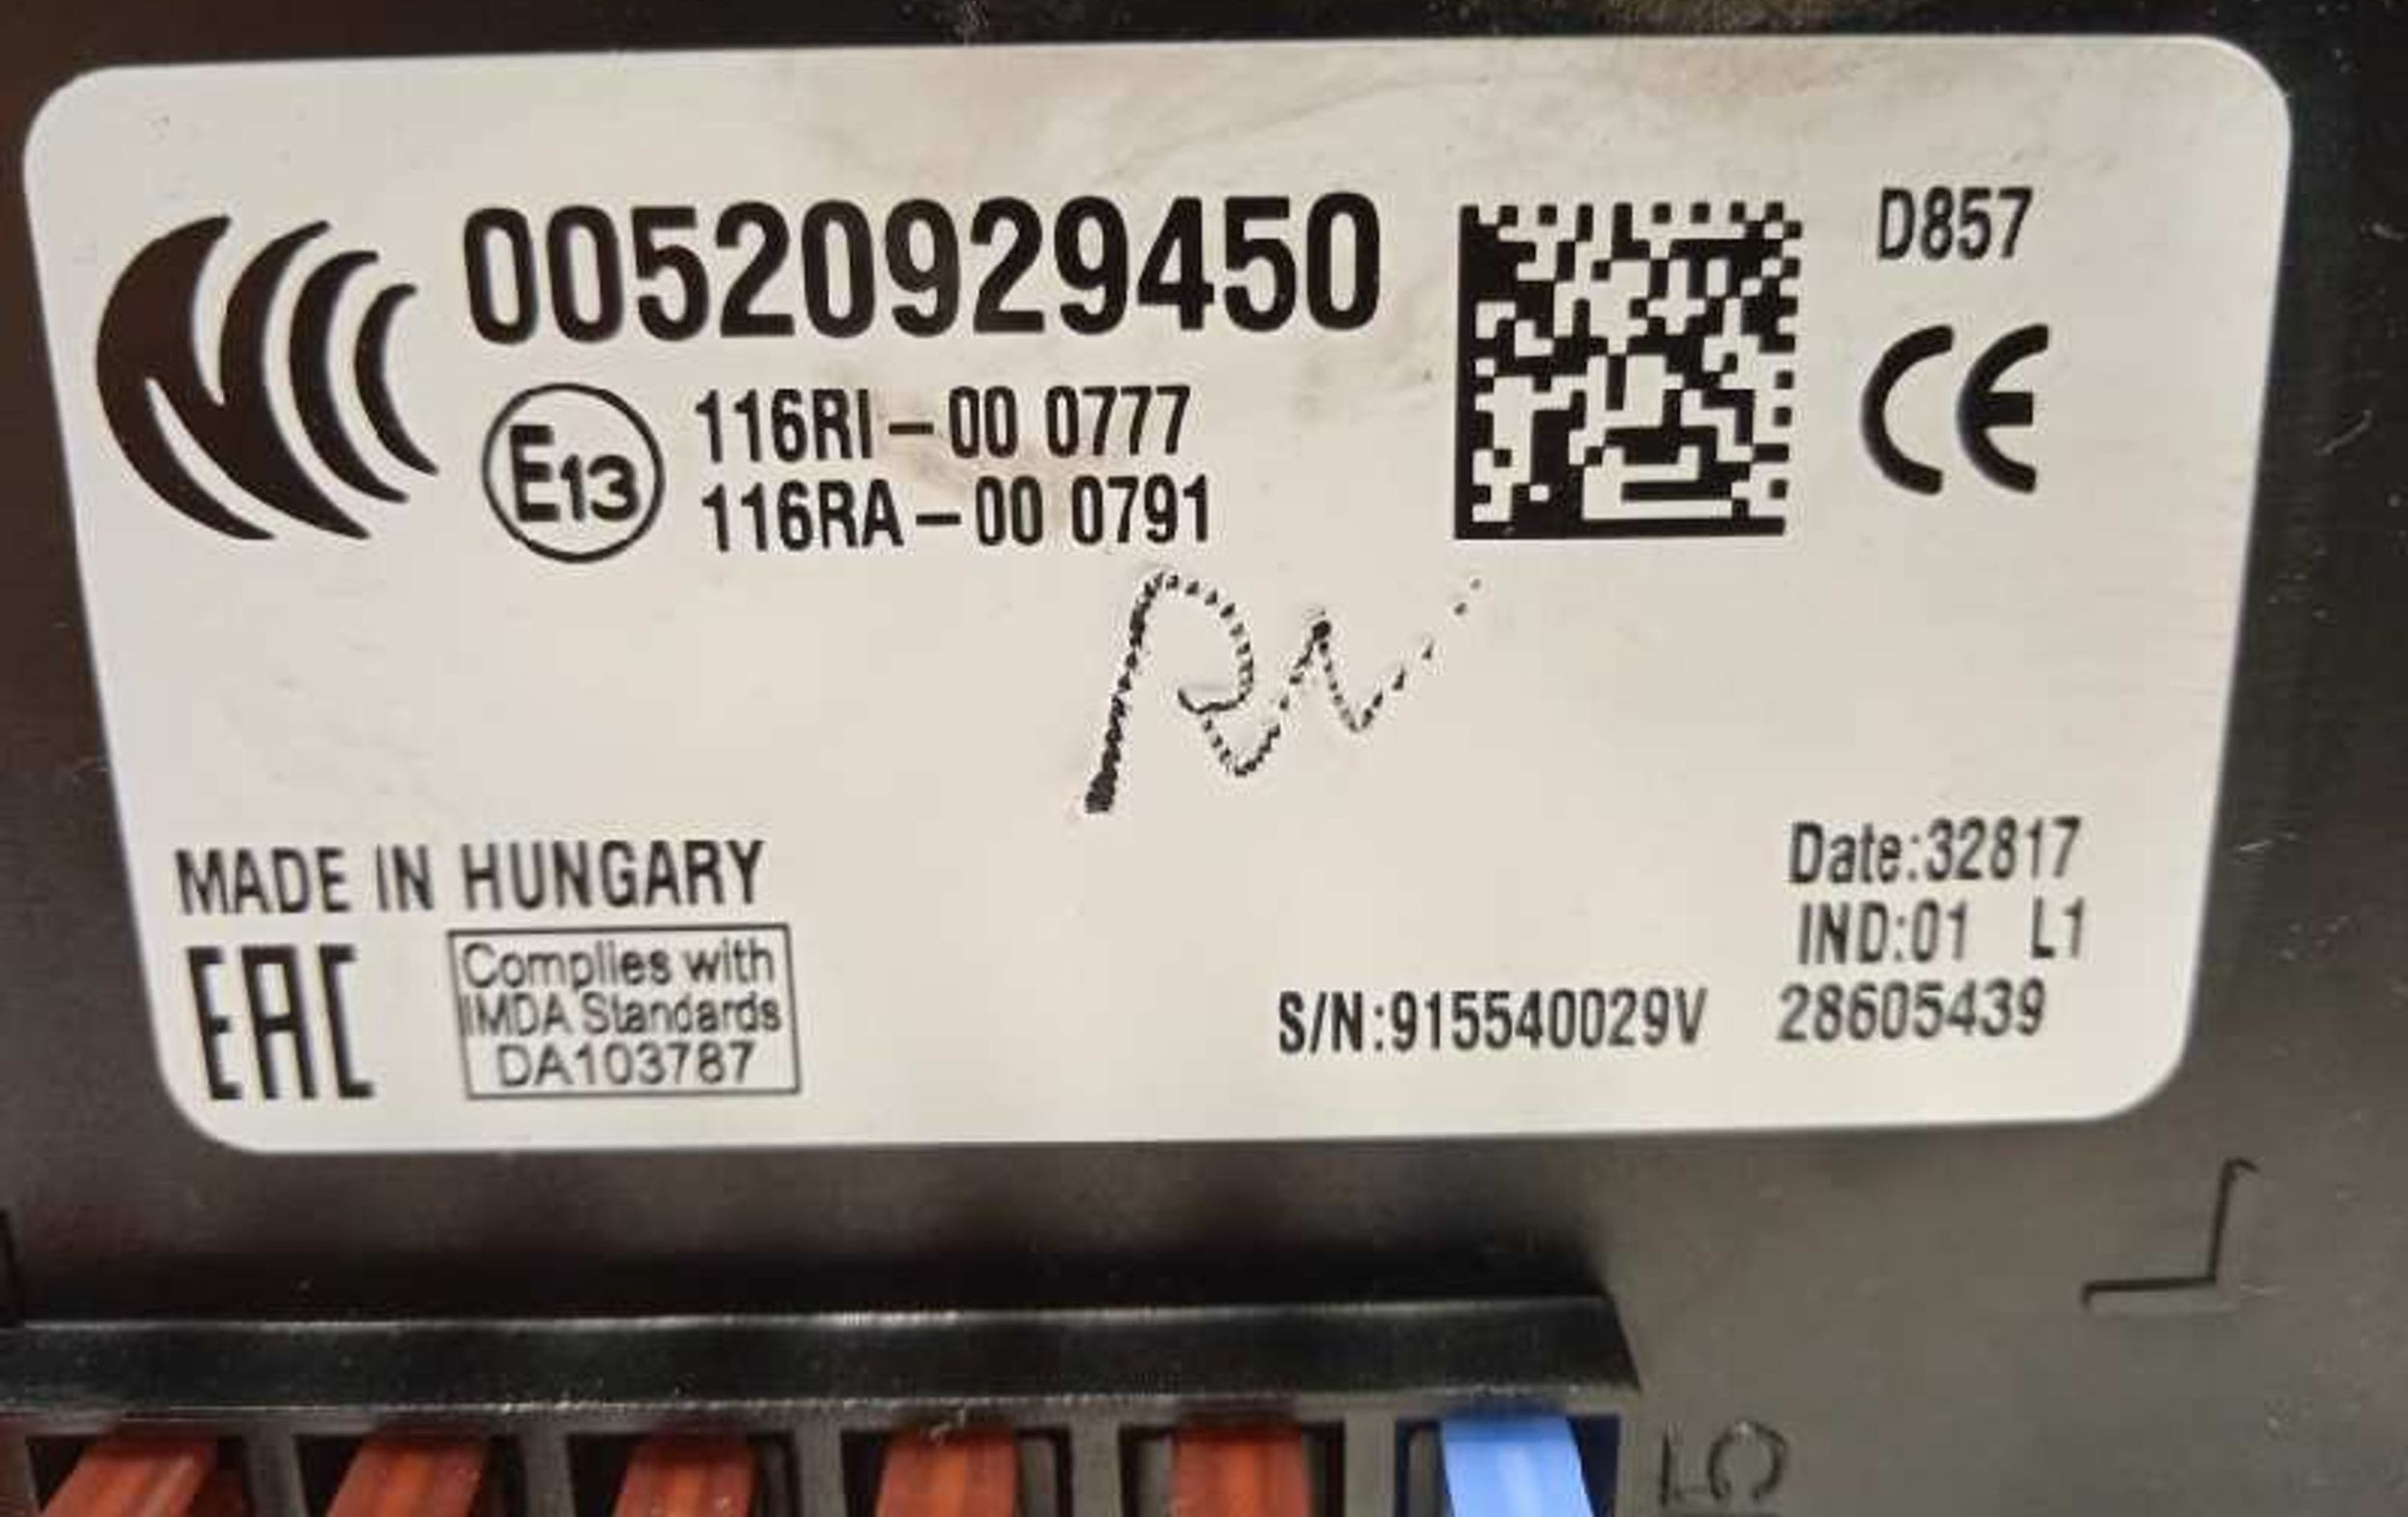 00520929450
D857
CE
E13
116RI-00 0777
116RA-00 0791
MADE IN HUNGARY
EAC
Complies with
IMDA Standards
DA103787
Date:32817
IND:01 L1
S/N:915540029V 28605439